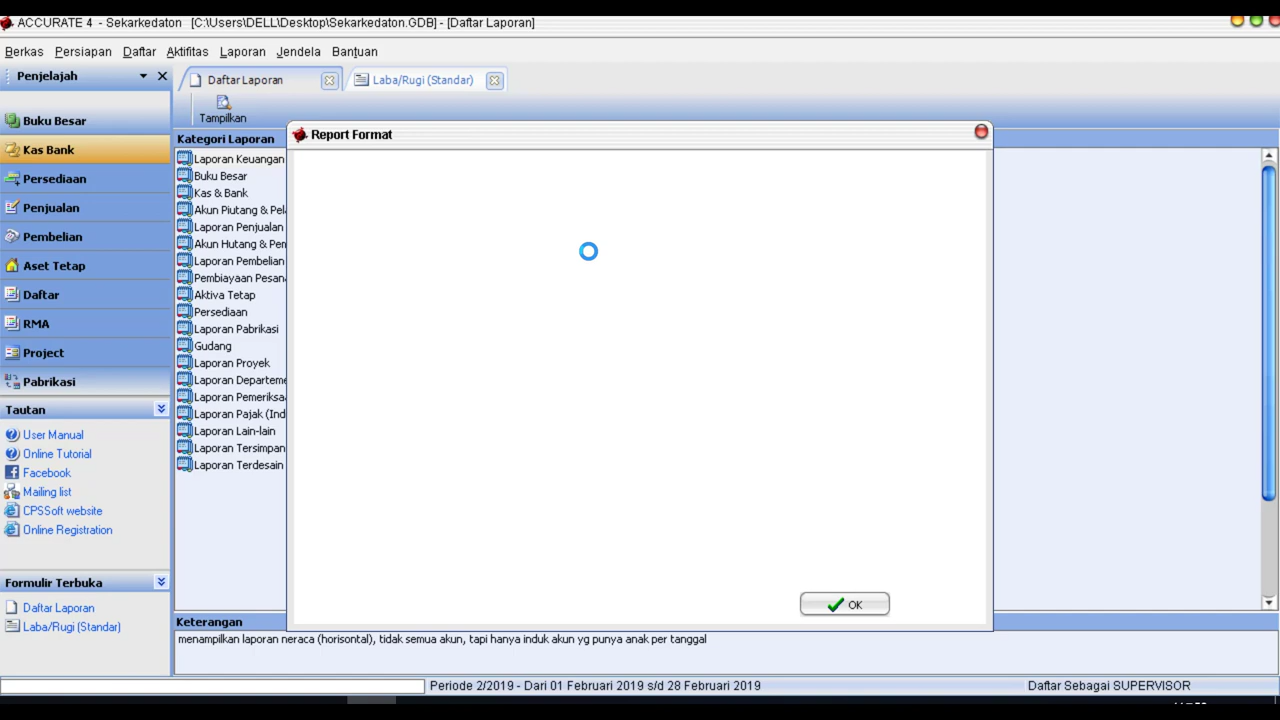 ACCURATE 4 - Sekarkedaton [C:\Users\DELL\Desktop\Sekarkedaton.GDB] - [Daftar Laporan]
Berkas Persiapan Daftar Aktifitas Laporan Jendela Bantuan
Penjelajah
Daftar Laporan
Laba/Rugi (Standar)
Tampilkan
Buku Besar
Kas Bank
Persediaan
Penjualan
Pembelian
Aset Tetap
Daftar
RMA
Project
Pabrikasi
Tautan
User Manual
Online Tutorial
Facebook
Mailing list
CPSSoft website
Online Registration
Formulir Terbuka
Daftar Laporan
Laba/Rugi (Standar)
Kategori Laporan
Laporan Keuangan
Buku Besar
Kas & Bank
Akun Piutang & Pel
Laporan Penjualan
Akun Hutang & Pen
Laporan Pembelian
Pembiayaan Pesan
Aktiva Tetap
Persediaan
Laporan Pabrikasi
Gudang
Laporan Proyek
Laporan Departeme
Laporan Pemeriksa
Laporan Pajak (Ind
Laporan Lain-lain
Laporan Tersimpan
Laporan Terdesain
Report Format
OK
Keterangan
menampilkan laporan neraca (horisontal), tidak semua akun, tapi hanya induk akun yg punya anak per tanggal
Periode 2/2019 - Dari 01 Februari 2019 s/d 28 Februari 2019
Daftar Sebagai SUPERVISOR